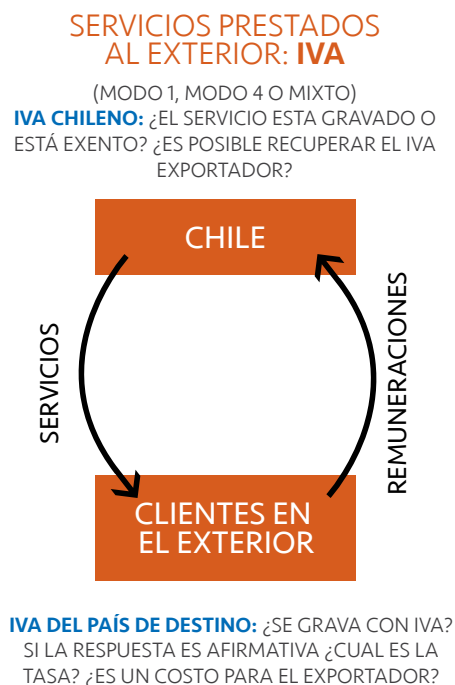 SERVICIOS PRESTADOS
AL EXTERIOR: IVA
(MODO 1, MODO 4 O MIXTO)
IVA CHILENO: ¿EL SERVICIO ESTA GRAVADO O
ESTÁ EXENTO? ¿ES POSIBLE RECUPERAR EL IVA
EXPORTADOR?
CHILE
SERVICIOS
REMUNERACIONES
CLIENTES EN
EL EXTERIOR
IVA DEL PAÍS DE DESTINO: ¿SE GRAVA CON IVA?
SI LA RESPUESTA ES AFIRMATIVA ¿CUAL ES LA
TASA? ¿ES UN COSTO PARA EL EXPORTADOR?